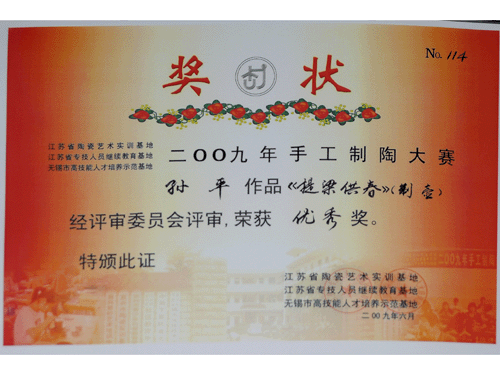 No. 114
奖 状
江苏省陶瓷艺术实训基地
江苏省专技人员继续教育基地
无锡市高技能人才培养示范基地
二OO九年手工制陶大赛
孙 平 作品《提梁供春》(制壶)
经评审委员会评审,荣获 优秀 奖。
特颁此证
江苏省陶瓷艺术实训基地
江苏省专技人员继续教育基地
无锡市高技能人才培养示范基地
二00九年六月